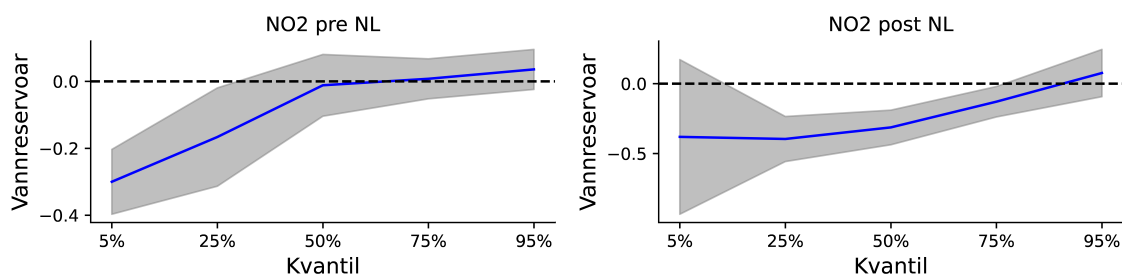 NO2 pre NL
Vannreservoar
0.0
−0.2
−0.4
5%
25%
50%
75%
95%
Kvantil
NO2 post NL
Vannreservoar
0.0
−0.5
5%
25%
50%
75%
95%
Kvantil